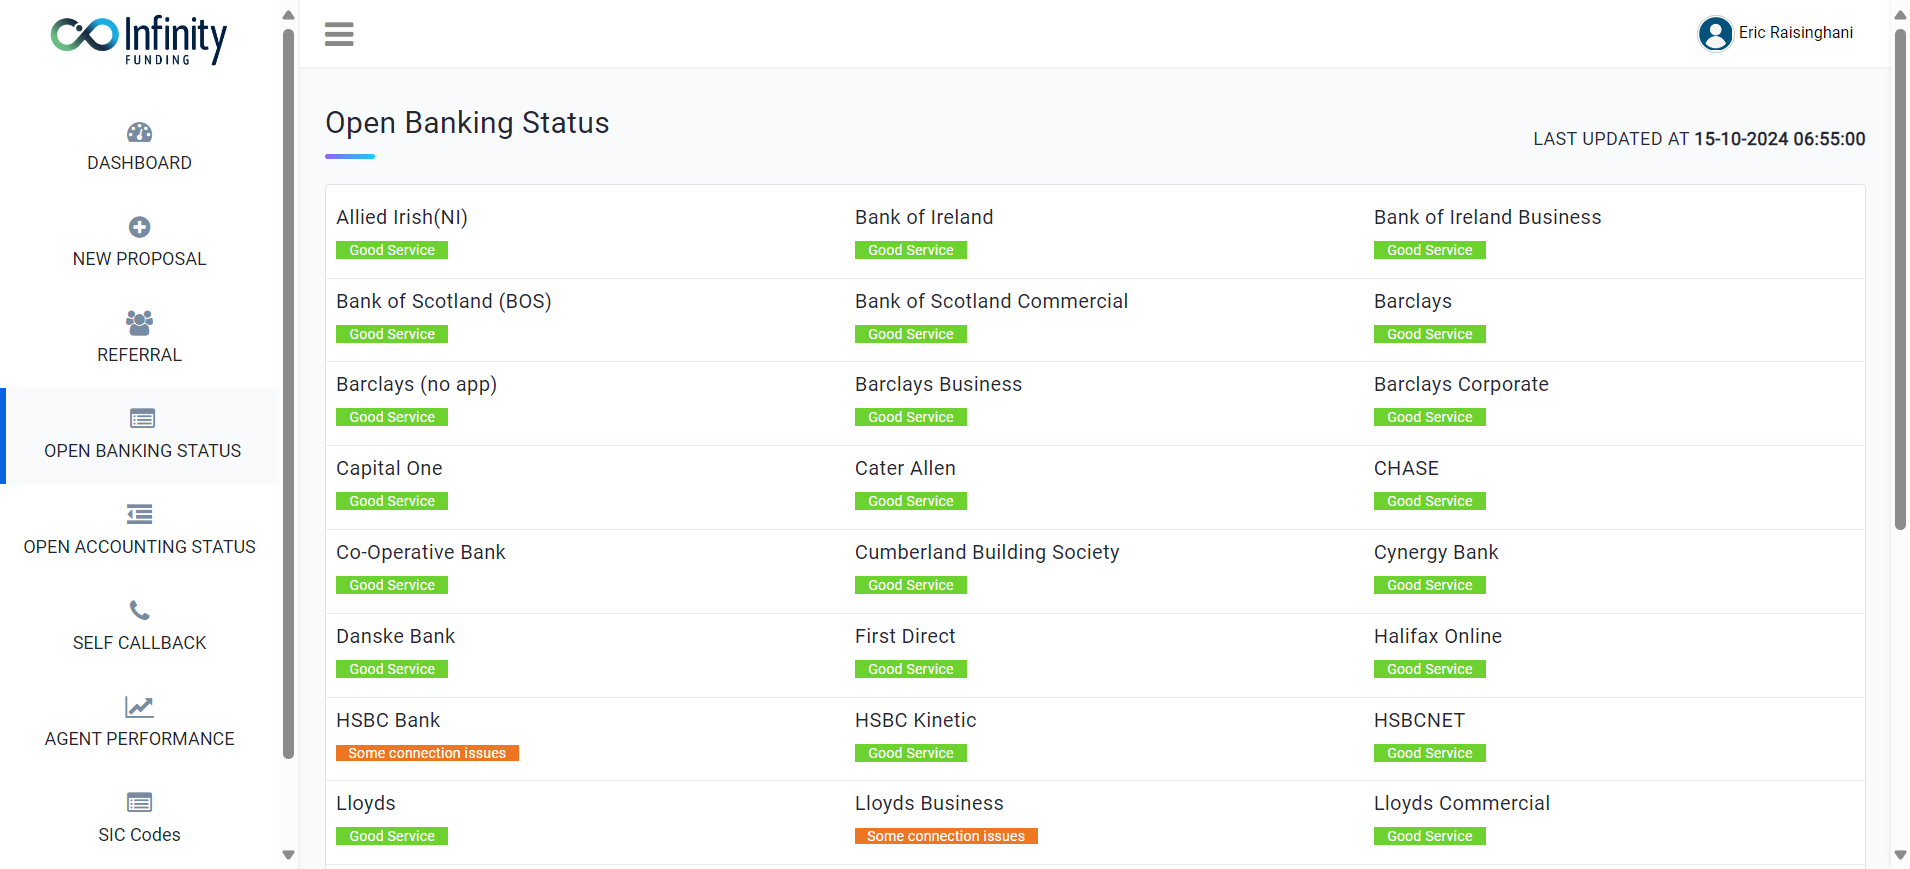 Infinity
FUNDING
Eric Raisinghani
DASHBOARD
NEW PROPOSAL
REFERRAL
OPEN BANKING STATUS
OPEN ACCOUNTING STATUS
SELF CALLBACK
AGENT PERFORMANCE
SIC Codes
Open Banking Status
LAST UPDATED AT 15-10-2024 06:55:00
Allied Irish(NI)
Good Service
Bank of Ireland
Good Service
Bank of Ireland Business
Good Service
Bank of Scotland (BOS)
Good Service
Bank of Scotland Commercial
Good Service
Barclays
Good Service
Barclays (no app)
Good Service
Barclays Business
Good Service
Barclays Corporate
Good Service
Capital One
Good Service
Cater Allen
Good Service
CHASE
Good Service
Co-Operative Bank
Good Service
Cumberland Building Society
Good Service
Cynergy Bank
Good Service
Danske Bank
Good Service
First Direct
Good Service
Halifax Online
Good Service
HSBC Bank
Some connection issues
HSBC Kinetic
Good Service
HSBCNET
Good Service
Lloyds
Good Service
Lloyds Business
Some connection issues
Lloyds Commercial
Good Service